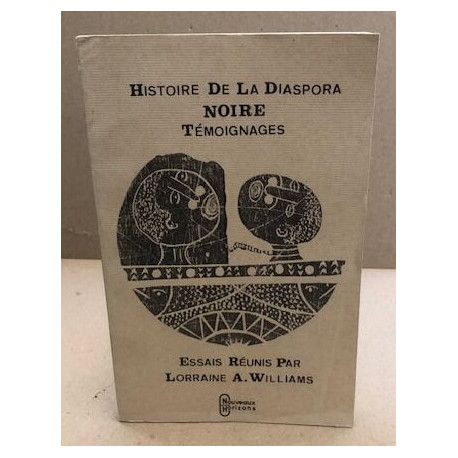 HISTOIRE DE LA DIASPORA
NOIRE
TÉMOIGNAGES
ESSAIS RÉUNIS PAR
LORRAINE A. WILLIAMS
Nouveaux
Horizons